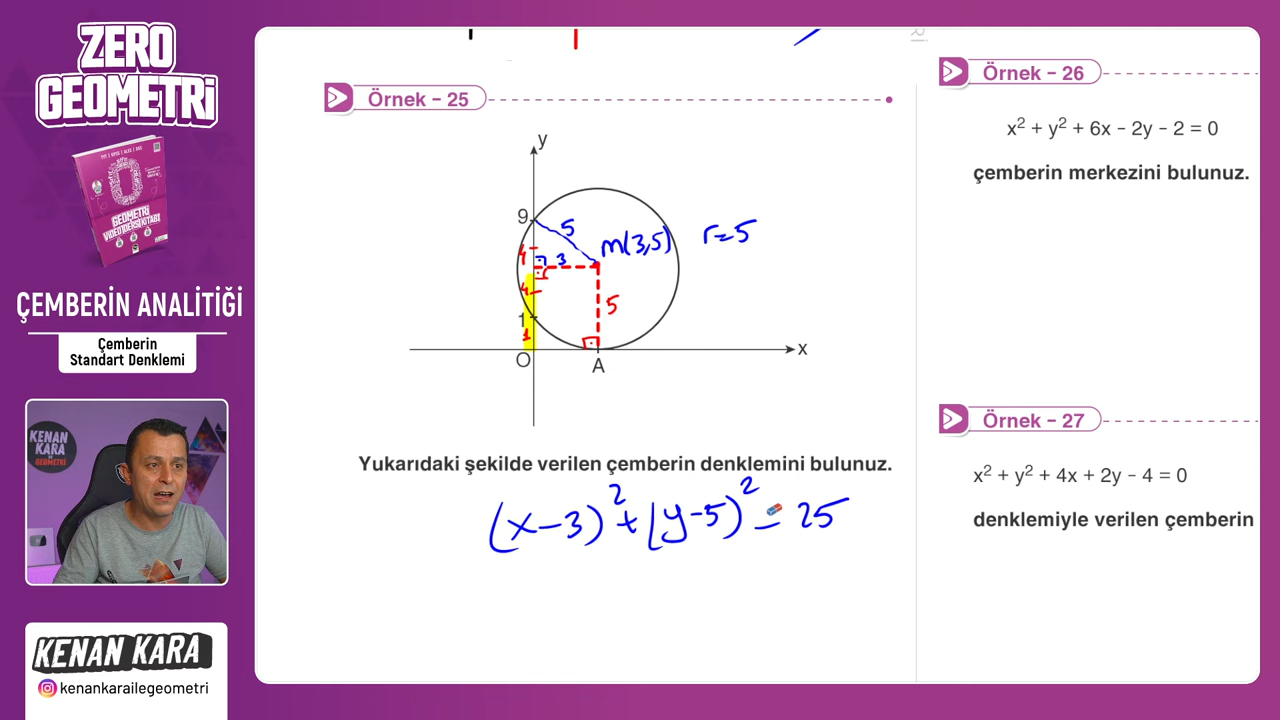 ZERO
GEOMETRİ
GEOMETRİ
VİDEO DERS KİTABI
ÇEMBERİN ANALİTİĞİ
Çemberin
Standart Denklemi
KENAN
KARA
İLE
GEOMETRİ
KENAN KARA
kenankarailegeometri
Örnek - 25
y
9
5
m(3,5)
r=5
4
3
4
5
1
1
O
A
x
Yukarıdaki şekilde verilen çemberin denklemini bulunuz.
(x-3)² + (y-5)² = 25
Örnek - 26
x² + y² + 6x - 2y - 2 = 0
çemberin merkezini bulunuz.
Örnek - 27
x² + y² + 4x + 2y - 4 = 0
denklemiyle verilen çemberin